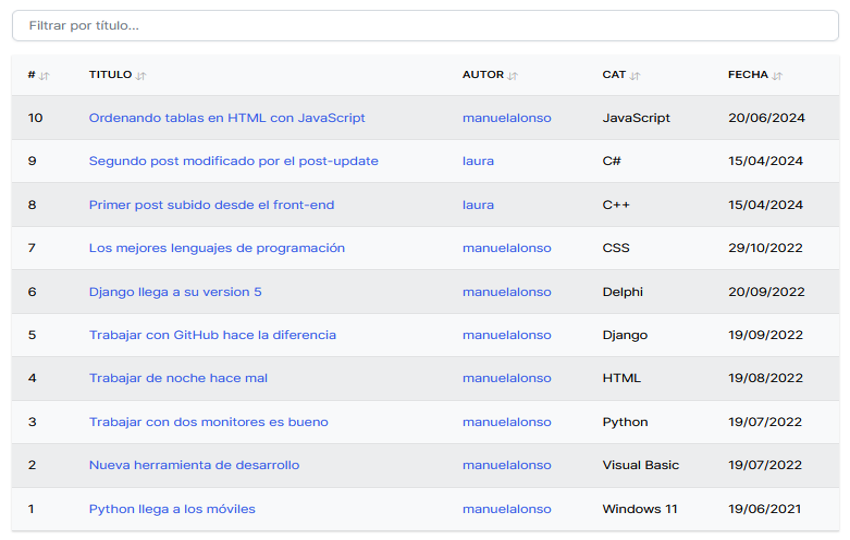 Filtrar por título...
# TITULO AUTOR CAT FECHA
10 Ordenando tablas en HTML con JavaScript manuelalonso JavaScript 20/06/2024
9 Segundo post modificado por el post-update laura C# 15/04/2024
8 Primer post subido desde el front-end laura C++ 15/04/2024
7 Los mejores lenguajes de programación manuelalonso CSS 29/10/2022
6 Django llega a su version 5 manuelalonso Delphi 20/09/2022
5 Trabajar con GitHub hace la diferencia manuelalonso Django 19/09/2022
4 Trabajar de noche hace mal manuelalonso HTML 19/08/2022
3 Trabajar con dos monitores es bueno manuelalonso Python 19/07/2022
2 Nueva herramienta de desarrollo manuelalonso Visual Basic 19/07/2022
1 Python llega a los móviles manuelalonso Windows 11 19/06/2021